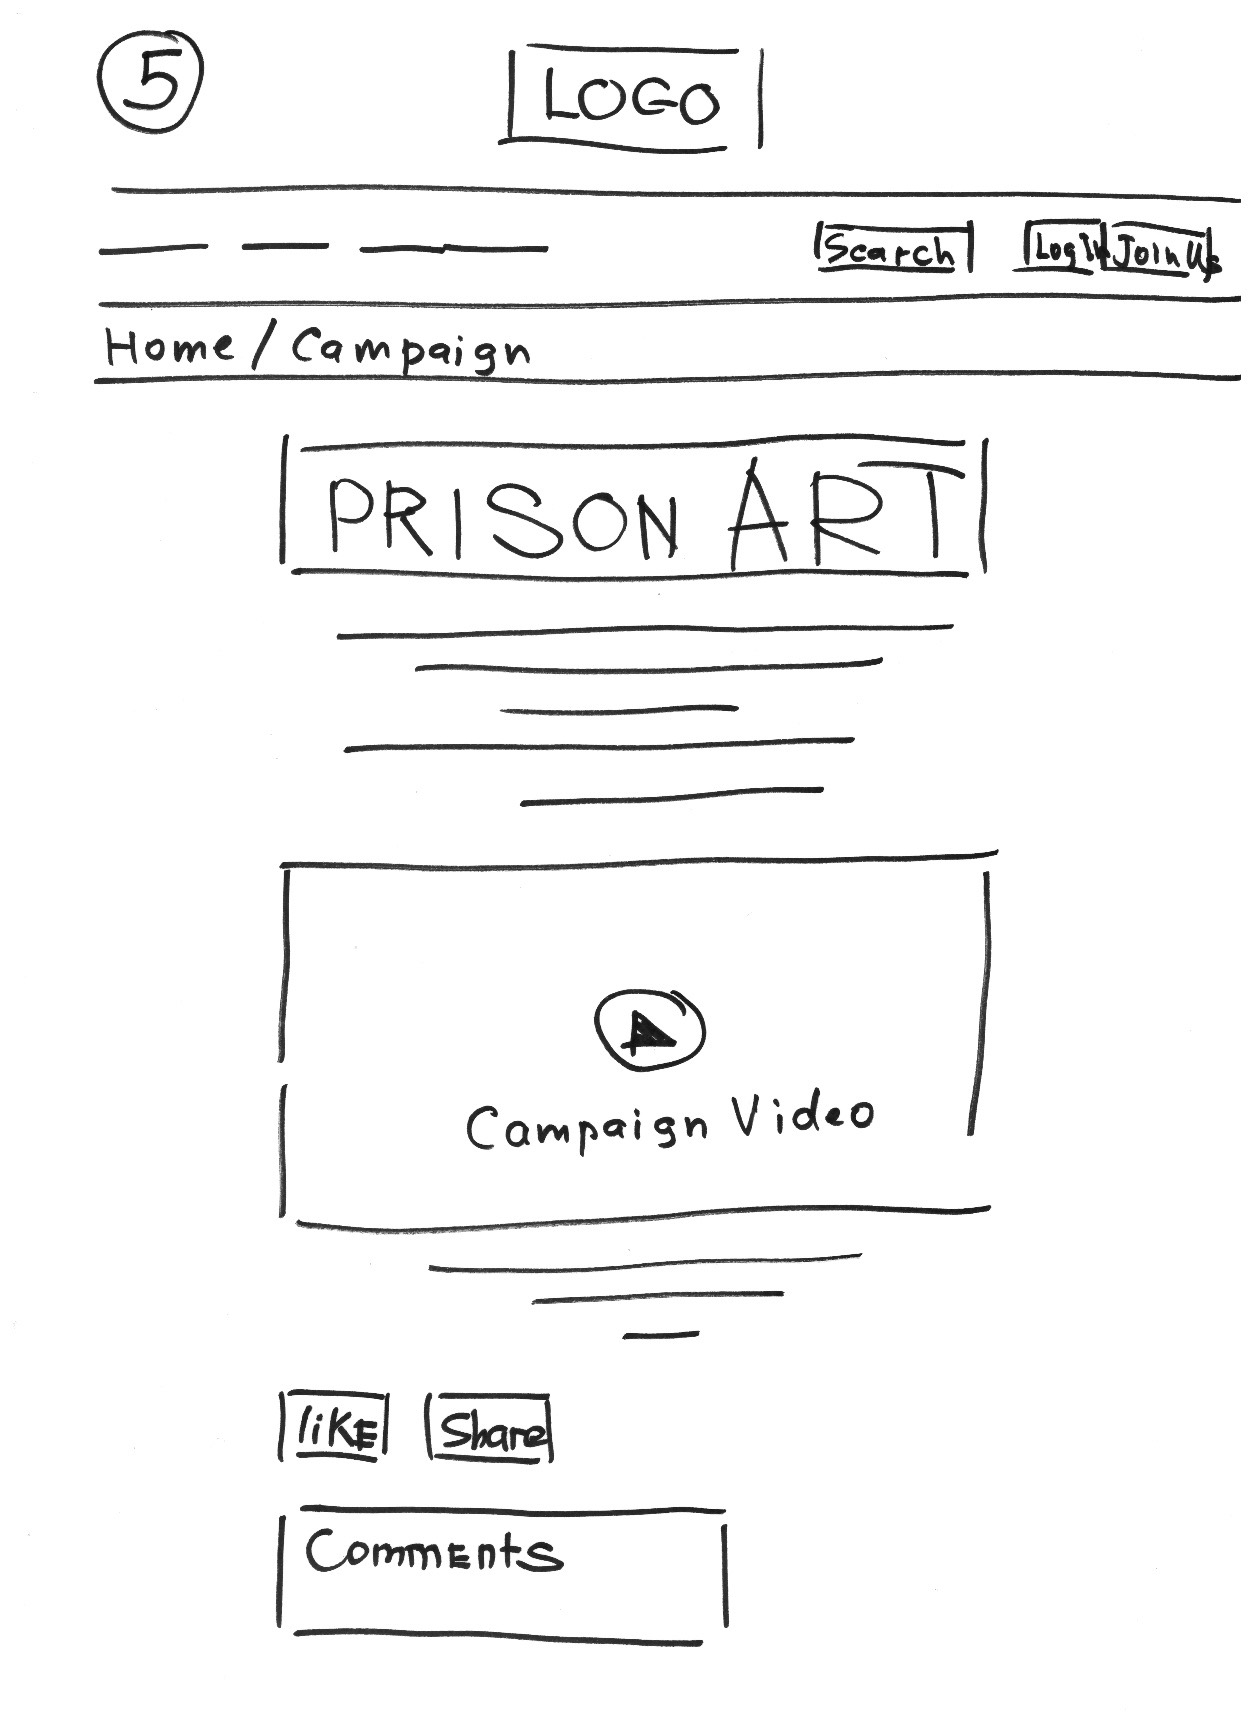 5
LOGO
Search
Log In
Join Us
Home / Campaign
PRISON ART
Campaign Video
liKE
Share
Comments